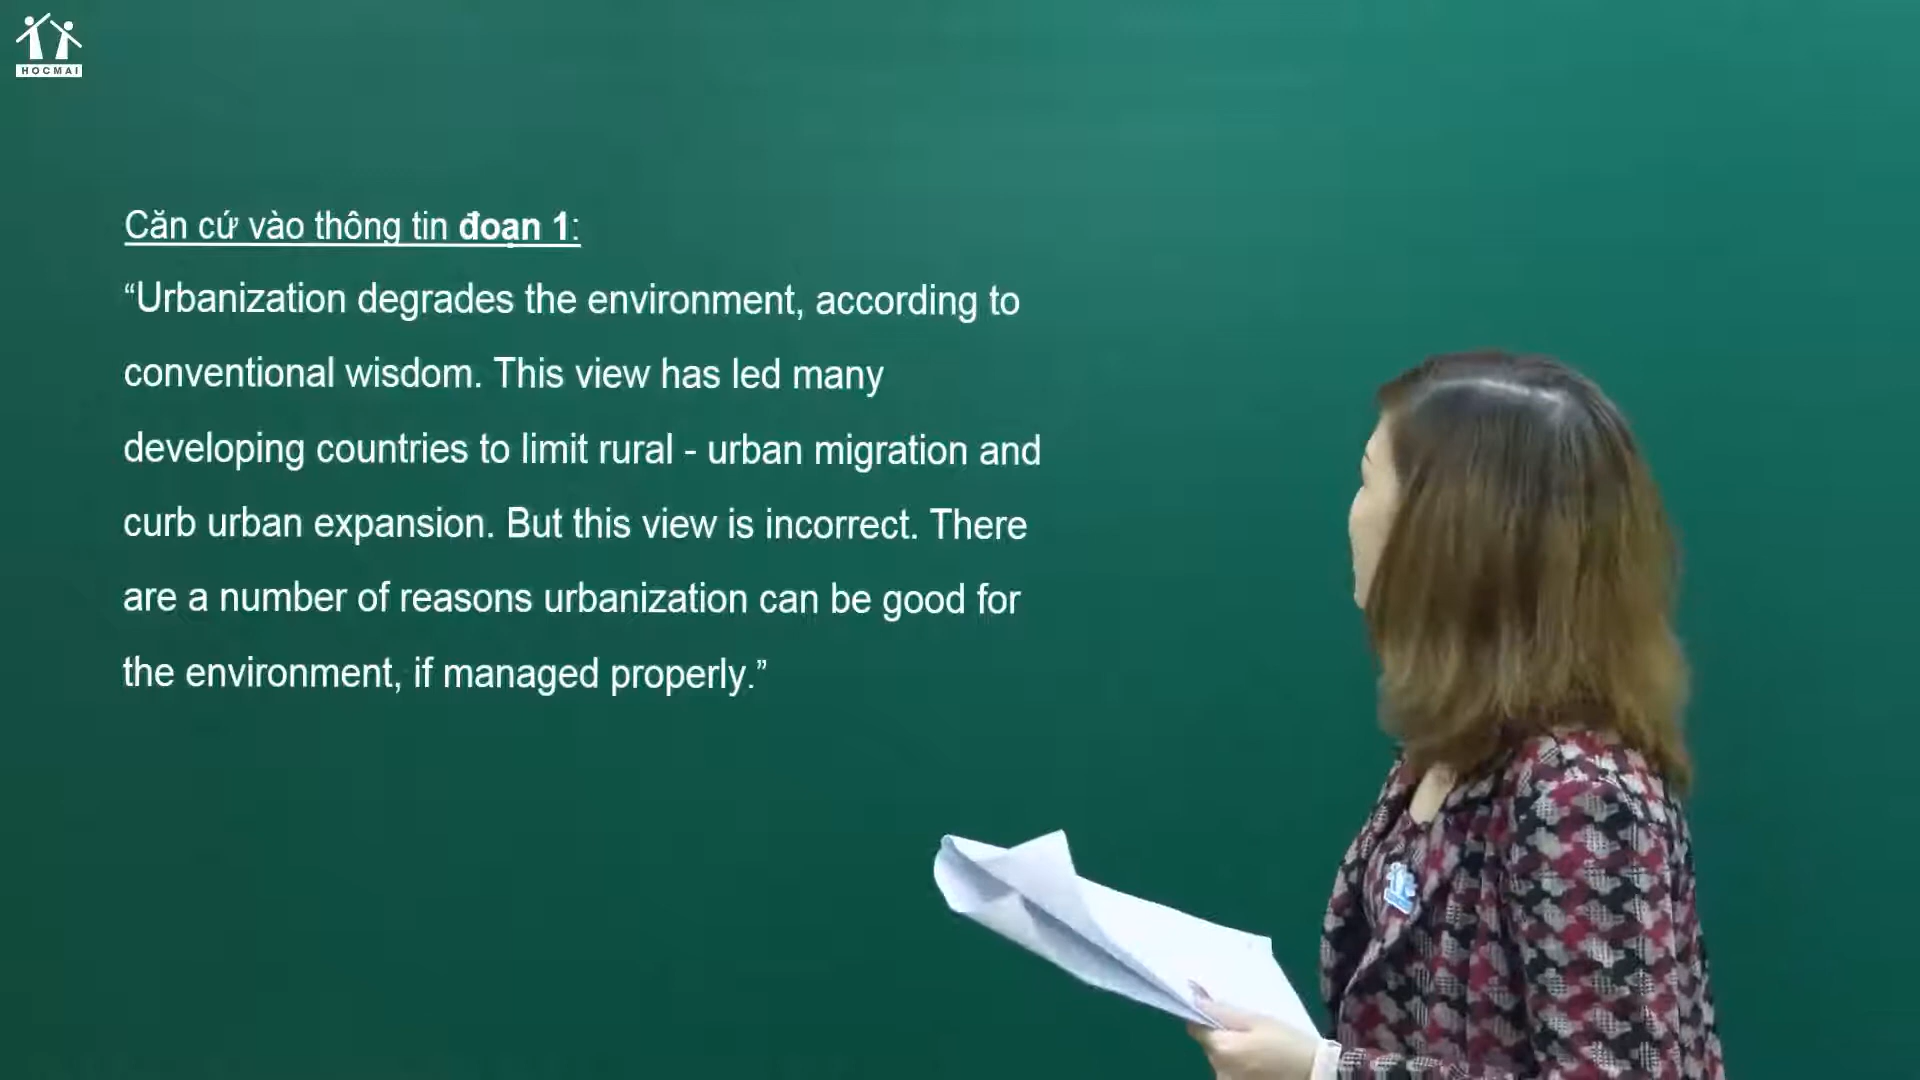 HOCMAI
Căn cứ vào thông tin đoạn 1:
“Urbanization degrades the environment, according to
conventional wisdom. This view has led many
developing countries to limit rural - urban migration and
curb urban expansion. But this view is incorrect. There
are a number of reasons urbanization can be good for
the environment, if managed properly.”